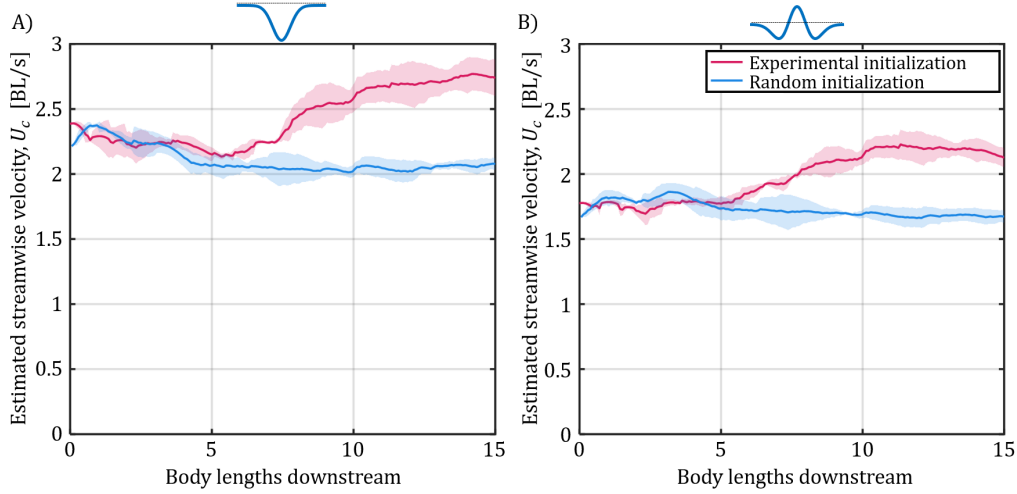 A)
Estimated streamwise velocity, U_c [BL/s]
3
2.5
2
1.5
1
0.5
0
0
5
10
15
Body lengths downstream
B)
Estimated streamwise velocity, U_c [BL/s]
3
2.5
2
1.5
1
0.5
0
Experimental initialization
Random initialization
0
5
10
15
Body lengths downstream